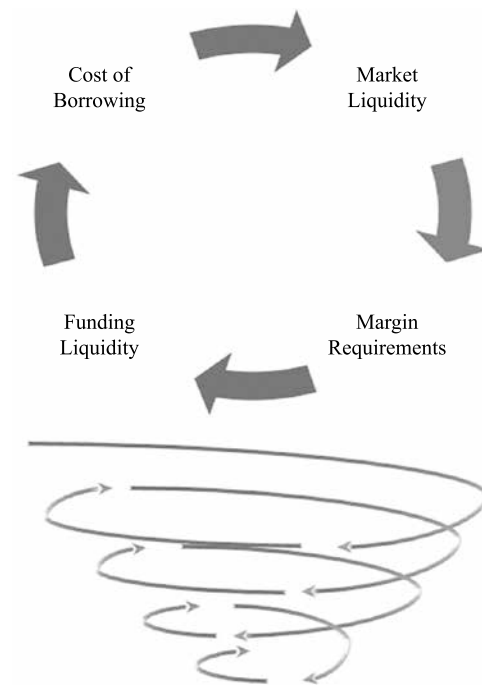 Cost of
Borrowing
Market
Liquidity
Funding
Liquidity
Margin
Requirements